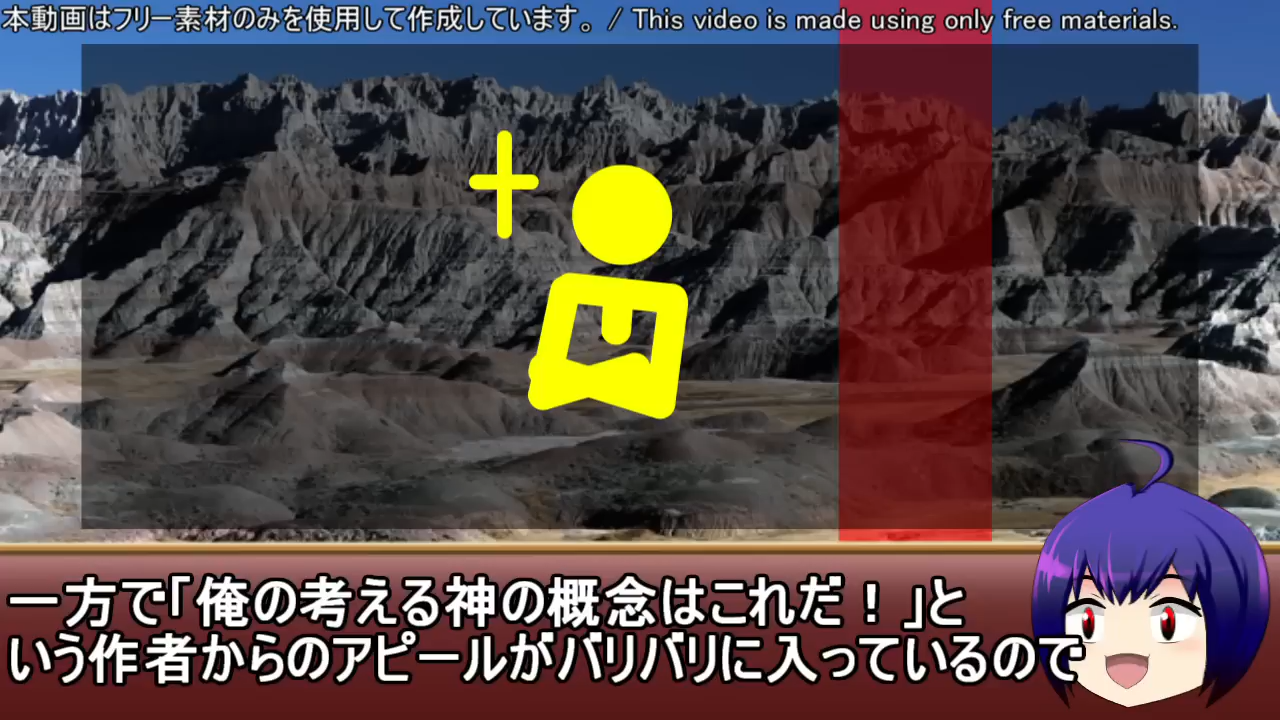 本動画はフリー素材のみを使用して作成しています。 / This video is made using only free materials.
一方で「俺の考える神の概念はこれだ！」と
いう作者からのアピールがバリバリに入っているので